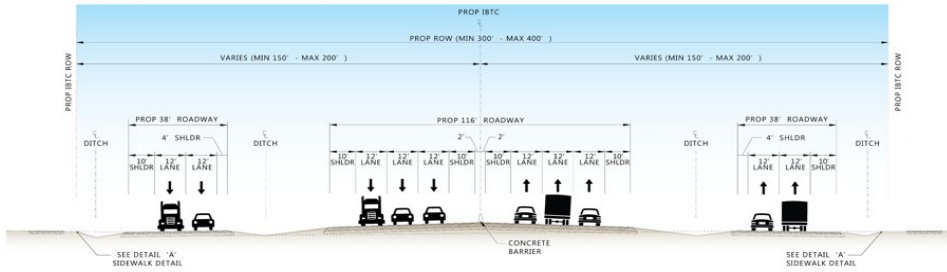 PROP IBTC
℄
PROP ROW (MIN 300' - MAX 400' )
VARIES (MIN 150' - MAX 200' )
VARIES (MIN 150' - MAX 200' )
PROP IBTC ROW
PROP IBTC ROW
PROP 38' ROADWAY
PROP 116' ROADWAY
PROP 38' ROADWAY
4' SHLDR
2'
2'
4' SHLDR
℄
DITCH
℄
DITCH
℄
DITCH
℄
DITCH
10'
SHLDR
12'
LANE
12'
LANE
10'
SHLDR
12'
LANE
12'
LANE
12'
LANE
10'
SHLDR
10'
SHLDR
12'
LANE
12'
LANE
12'
LANE
10'
SHLDR
12'
LANE
12'
LANE
10'
SHLDR
SEE DETAIL 'A'
SIDEWALK DETAIL
CONCRETE
BARRIER
SEE DETAIL 'A'
SIDEWALK DETAIL